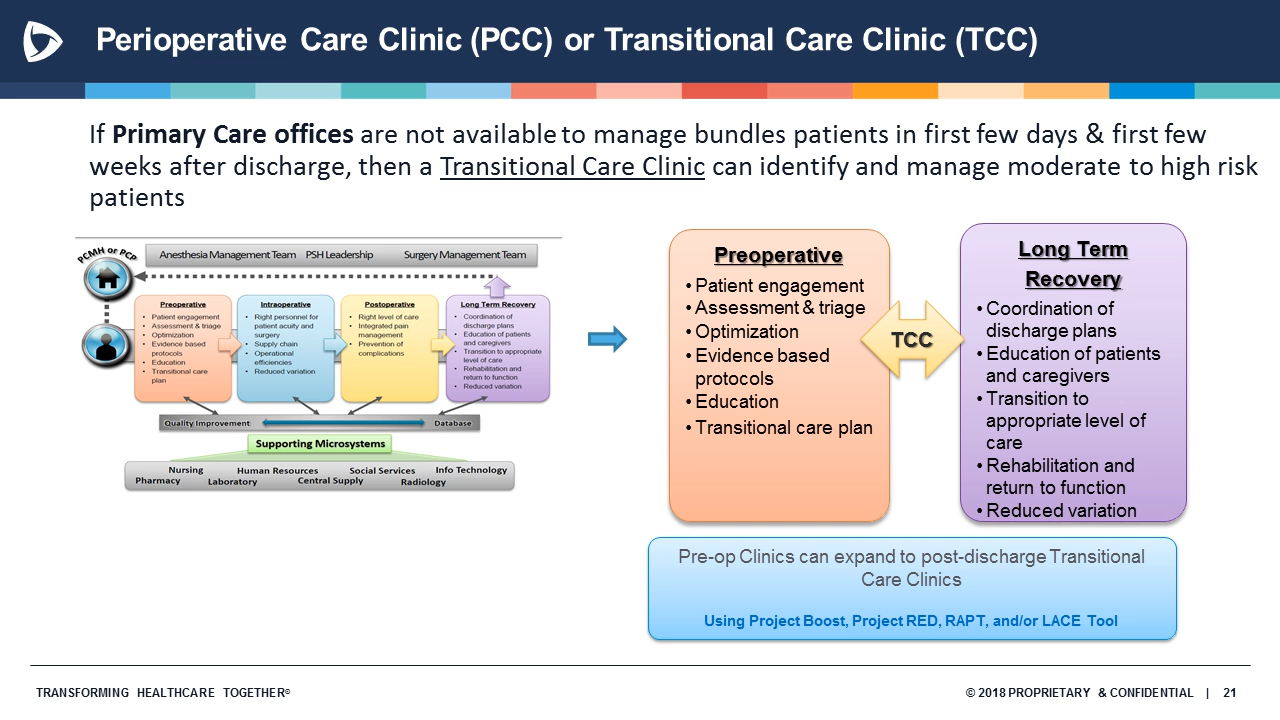 Perioperative Care Clinic (PCC) or Transitional Care Clinic (TCC)
If Primary Care offices are not available to manage bundles patients in first few days & first few
weeks after discharge, then a Transitional Care Clinic can identify and manage moderate to high risk
patients
PCMH or PCP
Anesthesia Management Team PSH Leadership Surgery Management Team
Preoperative
• Patient engagement
• Assessment & triage
• Optimization
• Evidence based
protocols
• Education
• Transitional care
plan
Intraoperative
• Right personnel for
patient acuity and
surgery
• Supply chain
• Operational
efficiencies
• Reduced variation
Postoperative
• Right level of care
• Integrated pain
management
• Prevention of
complications
Long Term Recovery
• Coordination of
discharge plans
• Education of patients
and caregivers
• Transition to appropriate
level of care
• Rehabilitation and
return to function
• Reduced variation
Quality Improvement Database
Supporting Microsystems
Nursing Human Resources Social Services Info Technology
Pharmacy Laboratory Central Supply Radiology
Preoperative
• Patient engagement
• Assessment & triage
• Optimization
• Evidence based
protocols
• Education
• Transitional care plan
TCC
Long Term
Recovery
• Coordination of
discharge plans
• Education of patients
and caregivers
• Transition to
appropriate level of
care
• Rehabilitation and
return to function
• Reduced variation
Pre-op Clinics can expand to post-discharge Transitional
Care Clinics
Using Project Boost, Project RED, RAPT, and/or LACE Tool
TRANSFORMING HEALTHCARE TOGETHER®
© 2018 PROPRIETARY & CONFIDENTIAL | 21